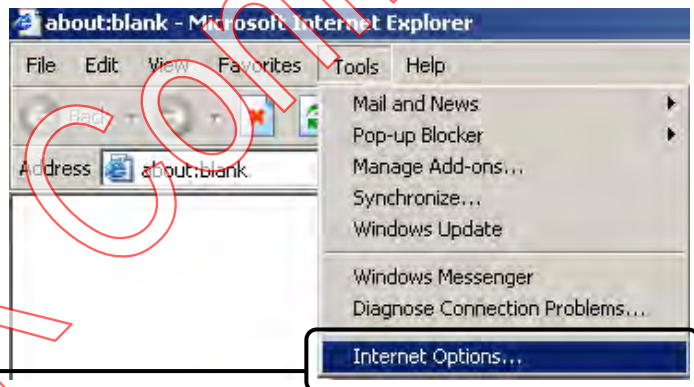 about:blank - Microsoft Internet Explorer
File Edit View Favorites Tools Help
Back
Address about:blank
Mail and News
Pop-up Blocker
Manage Add-ons...
Synchronize...
Windows Update
Windows Messenger
Diagnose Connection Problems...
Internet Options...